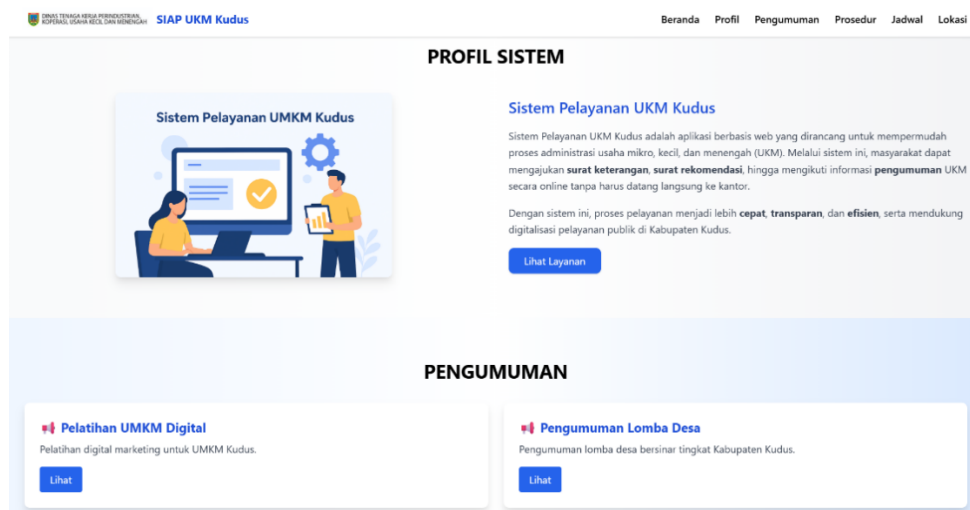 DINAS TENAGA KERJA PERINDUSTRIAN,
KOPERASI, USAHA KECIL DAN MENENGAH
SIAP UKM Kudus
Beranda Profil Pengumuman Prosedur Jadwal Lokasi
PROFIL SISTEM
Sistem Pelayanan UMKM Kudus
Sistem Pelayanan UKM Kudus
Sistem Pelayanan UKM Kudus adalah aplikasi berbasis web yang dirancang untuk mempermudah
proses administrasi usaha mikro, kecil, dan menengah (UKM). Melalui sistem ini, masyarakat dapat
mengajukan surat keterangan, surat rekomendasi, hingga mengikuti informasi pengumuman UKM
secara online tanpa harus datang langsung ke kantor.
Dengan sistem ini, proses pelayanan menjadi lebih cepat, transparan, dan efisien, serta mendukung
digitalisasi pelayanan publik di Kabupaten Kudus.
Lihat Layanan
PENGUMUMAN
Pelatihan UMKM Digital
Pelatihan digital marketing untuk UMKM Kudus.
Lihat
Pengumuman Lomba Desa
Pengumuman lomba desa bersinar tingkat Kabupaten Kudus.
Lihat